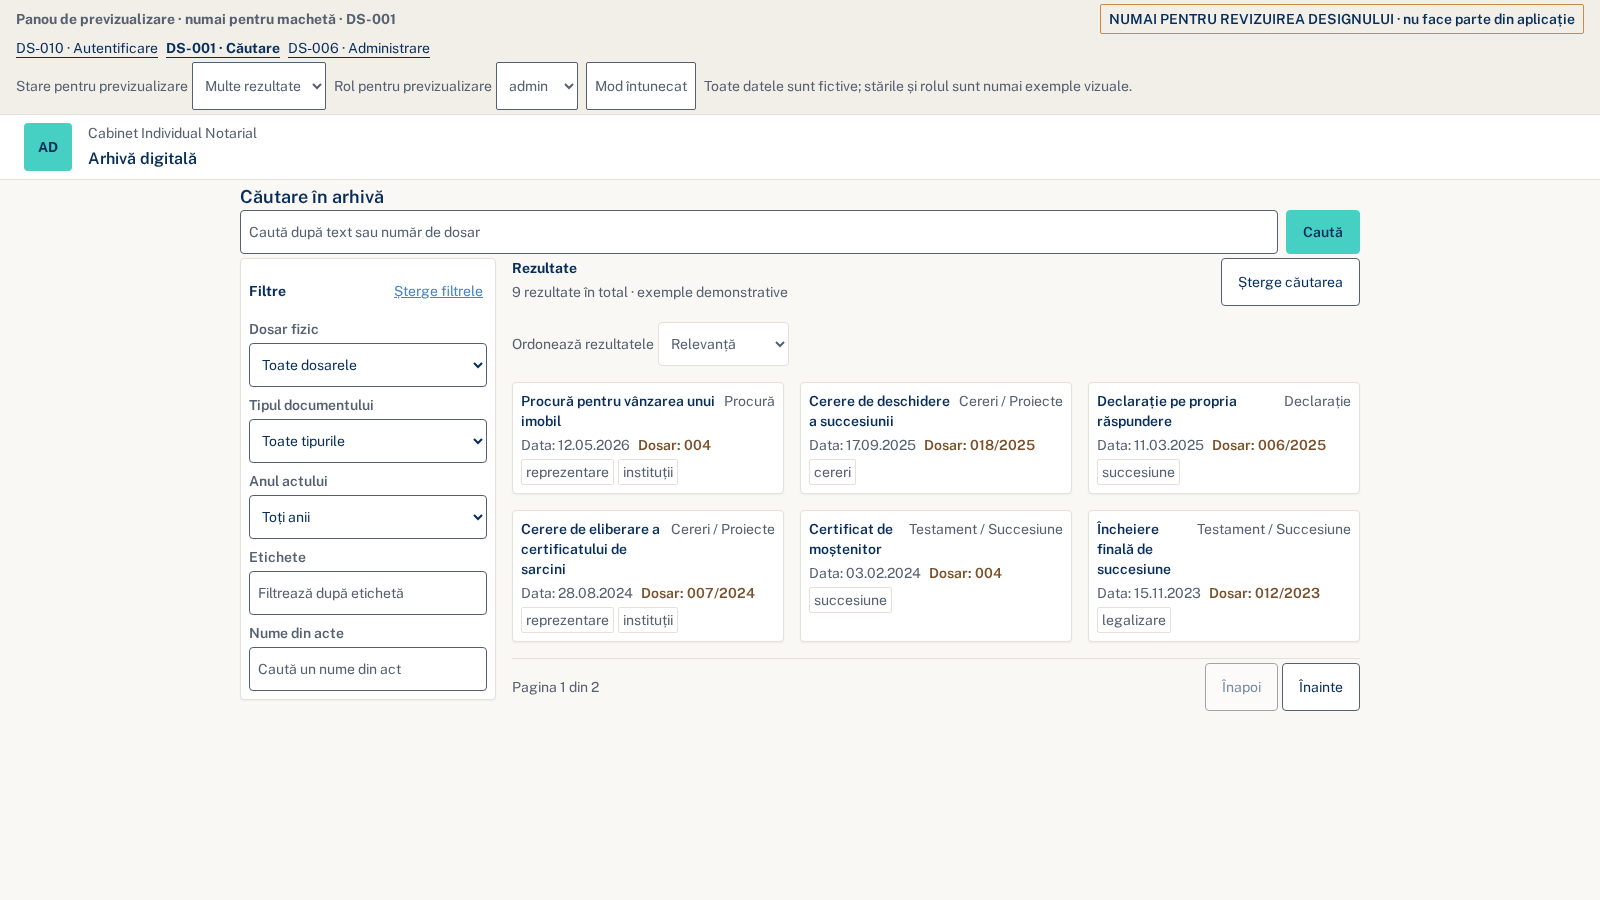 Panou de previzualizare · numai pentru machetă · DS-001
NUMAI PENTRU REVIZUIREA DESIGNULUI · nu face parte din aplicație
DS-010 · Autentificare DS-001 · Căutare DS-006 · Administrare
Stare pentru previzualizare Multe rezultate Rol pentru previzualizare admin Mod întunecat Toate datele sunt fictive; stările și rolul sunt numai exemple vizuale.
AD
Cabinet Individual Notarial
Arhivă digitală
Căutare în arhivă
Caută după text sau număr de dosar
Caută
Filtre
Șterge filtrele
Dosar fizic
Toate dosarele
Tipul documentului
Toate tipurile
Anul actului
Toți anii
Etichete
Filtrează după etichetă
Nume din acte
Caută un nume din act
Rezultate
9 rezultate în total · exemple demonstrative
Șterge căutarea
Ordonează rezultatele Relevanță
Procură pentru vânzarea unui
imobil
Procură
Data: 12.05.2026 Dosar: 004
reprezentare instituții
Cerere de deschidere
a succesiunii
Cereri / Proiecte
Data: 17.09.2025 Dosar: 018/2025
cereri
Declarație pe propria
răspundere
Declarație
Data: 11.03.2025 Dosar: 006/2025
succesiune
Cerere de eliberare a
certificatului de
sarcini
Cereri / Proiecte
Data: 28.08.2024 Dosar: 007/2024
reprezentare instituții
Certificat de
moștenitor
Testament / Succesiune
Data: 03.02.2024 Dosar: 004
succesiune
Încheiere
finală de
succesiune
Testament / Succesiune
Data: 15.11.2023 Dosar: 012/2023
legalizare
Pagina 1 din 2
Înapoi
Înainte